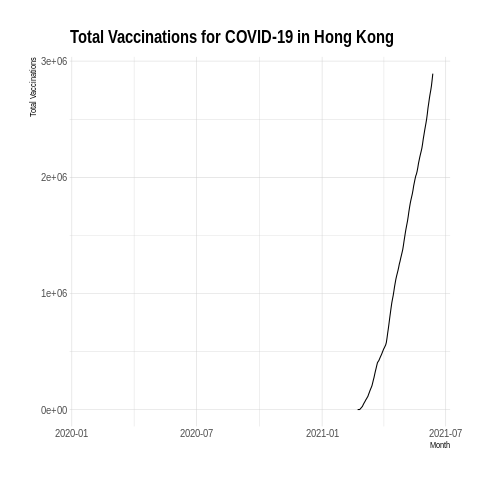 Total Vaccinations for COVID-19 in Hong Kong
Total Vaccinations
3e+06
2e+06
1e+06
0e+00
2020-01 2020-07 2021-01 2021-07
Month